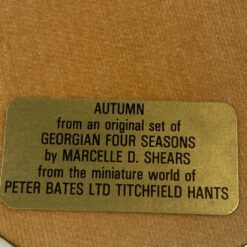 AUTUMN
from an original set of
GEORGIAN FOUR SEASONS
by MARCELLE D. SHEARS
from the miniature world of
PETER BATES LTD TITCHFIELD HANTS